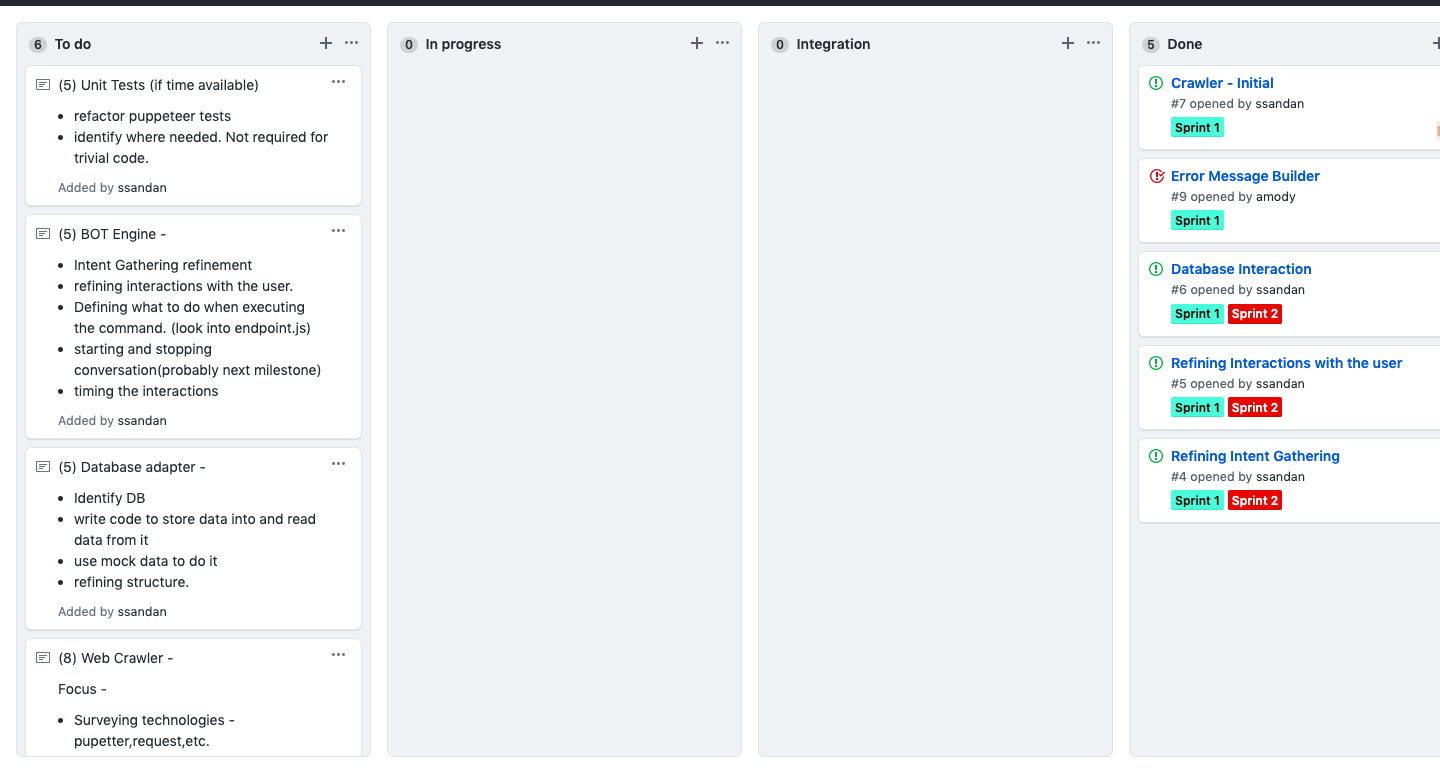 6 To do
(5) Unit Tests (if time available)
refactor puppeteer tests
identify where needed. Not required for
trivial code.
Added by ssandan
(5) BOT Engine -
Intent Gathering refinement
refining interactions with the user.
Defining what to do when executing
the command. (look into endpoint.js)
starting and stopping
conversation(probably next milestone)
timing the interactions
Added by ssandan
(5) Database adapter -
Identify DB
write code to store data into and read
data from it
use mock data to do it
refining structure.
Added by ssandan
(8) Web Crawler -
Focus -
Surveying technologies -
pupetter,request,etc.
0 In progress
0 Integration
5 Done
Crawler - Initial
#7 opened by ssandan
Sprint 1
Error Message Builder
#9 opened by amody
Sprint 1
Database Interaction
#6 opened by ssandan
Sprint 1 Sprint 2
Refining Interactions with the user
#5 opened by ssandan
Sprint 1 Sprint 2
Refining Intent Gathering
#4 opened by ssandan
Sprint 1 Sprint 2